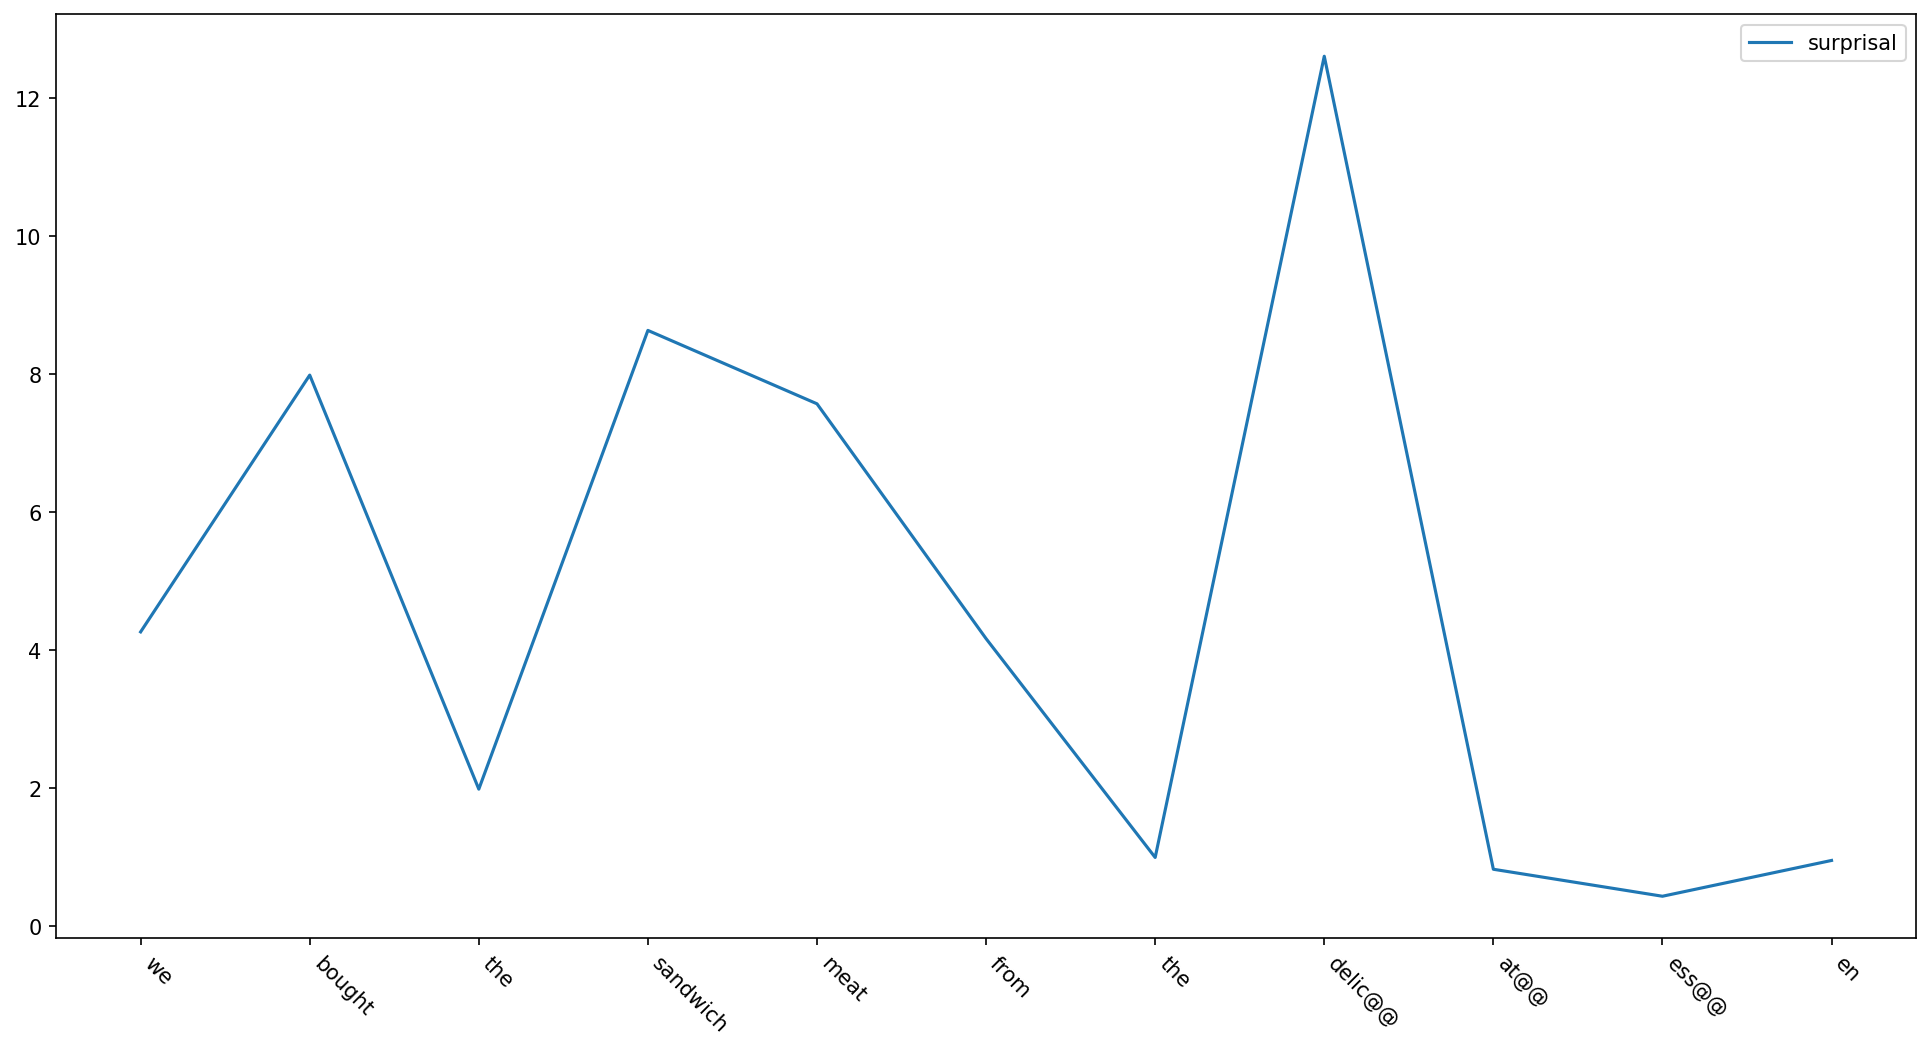 surprisal
12
10
8
6
4
2
0
we
bought
the
sandwich
meat
from
the
delic@@
at@@
ess@@
en